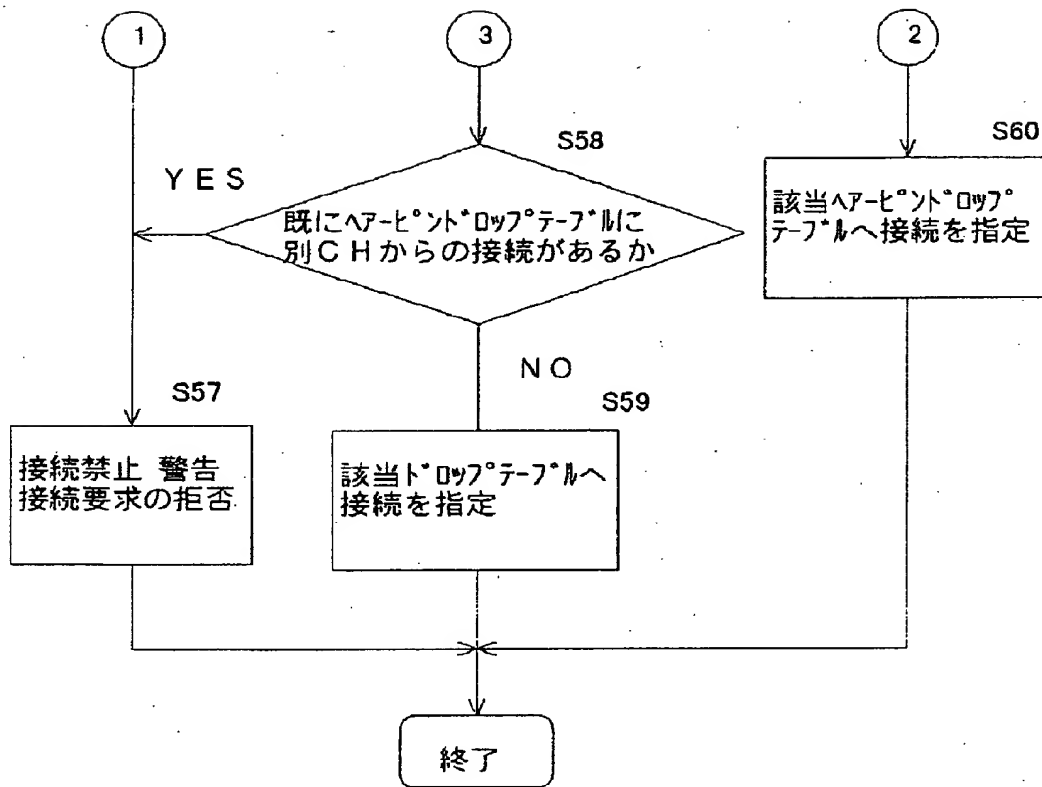 1
3
2
S58
S60
YES
既にヘアーピンドロップテーブルに
別CHからの接続があるか
該当ヘアーピンドロップ
テーブルへ接続を指定
NO
S57
S59
接続禁止 警告
接続要求の拒否
該当ドロップテーブルへ
接続を指定
終了